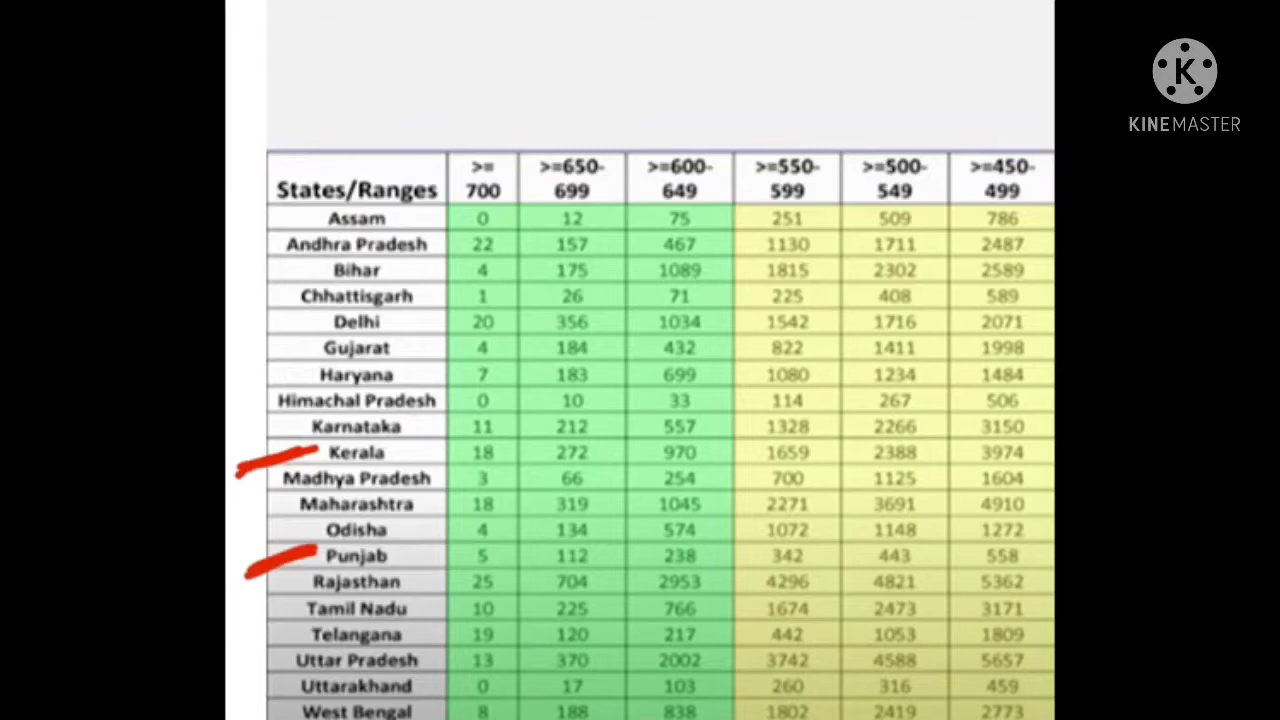 K
KINEMASTER
States/Ranges >= 700 >=650-699 >=600-649 >=550-599 >=500-549 >=450-499
Assam 0 12 75 251 509 786
Andhra Pradesh 22 157 467 1130 1711 2487
Bihar 4 175 1089 1815 2302 2589
Chhattisgarh 1 26 71 225 408 589
Delhi 20 356 1034 1542 1716 2071
Gujarat 4 184 432 822 1411 1998
Haryana 7 183 699 1080 1234 1484
Himachal Pradesh 0 10 33 114 267 506
Karnataka 11 212 557 1328 2266 3150
Kerala 18 272 970 1659 2388 3974
Madhya Pradesh 3 66 254 700 1125 1604
Maharashtra 18 319 1045 2271 3691 4910
Odisha 4 134 574 1072 1148 1272
Punjab 5 112 238 342 443 558
Rajasthan 25 704 2953 4296 4821 5362
Tamil Nadu 10 225 766 1674 2473 3171
Telangana 19 120 217 442 1053 1809
Uttar Pradesh 13 370 2002 3742 4588 5657
Uttarakhand 0 17 103 260 316 459
West Bengal 8 188 838 1802 2419 2773